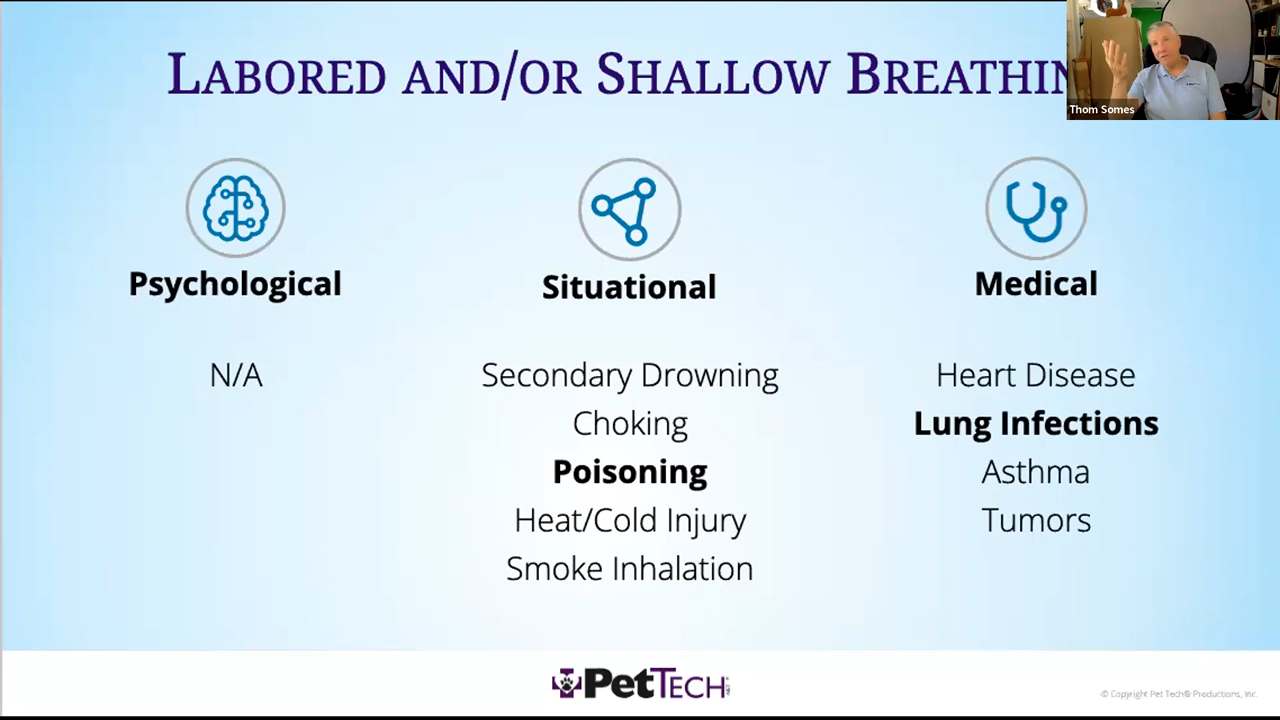 LABORED AND/OR SHALLOW BREATHIN
Thom Somes
Psychological
Situational
Medical
N/A
Secondary Drowning
Choking
Poisoning
Heat/Cold Injury
Smoke Inhalation
Heart Disease
Lung Infections
Asthma
Tumors
PetTECH
© Copyright Pet Tech® Productions, Inc.